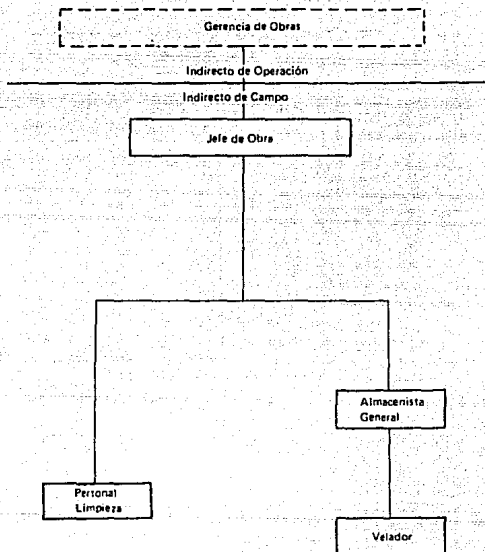 Gerencia de Obras
Indirecto de Operación
Indirecto de Campo
Jefe de Obra
Almacenista
General
Personal
Limpieza
Velador